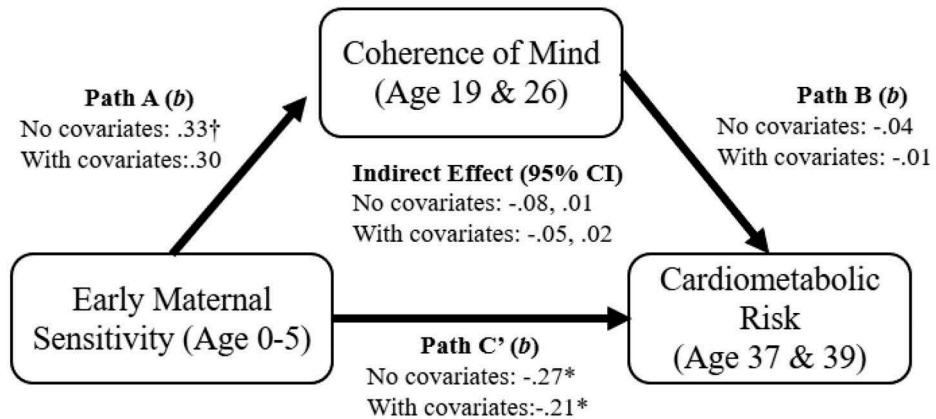 Coherence of Mind
(Age 19 & 26)
Path A (b)
No covariates: .33†
With covariates:.30
Path B (b)
No covariates: -.04
With covariates: -.01
Indirect Effect (95% CI)
No covariates: -.08, .01
With covariates: -.05, .02
Early Maternal
Sensitivity (Age 0-5)
Cardiometabolic
Risk
(Age 37 & 39)
Path C’ (b)
No covariates: -.27*
With covariates:-.21*